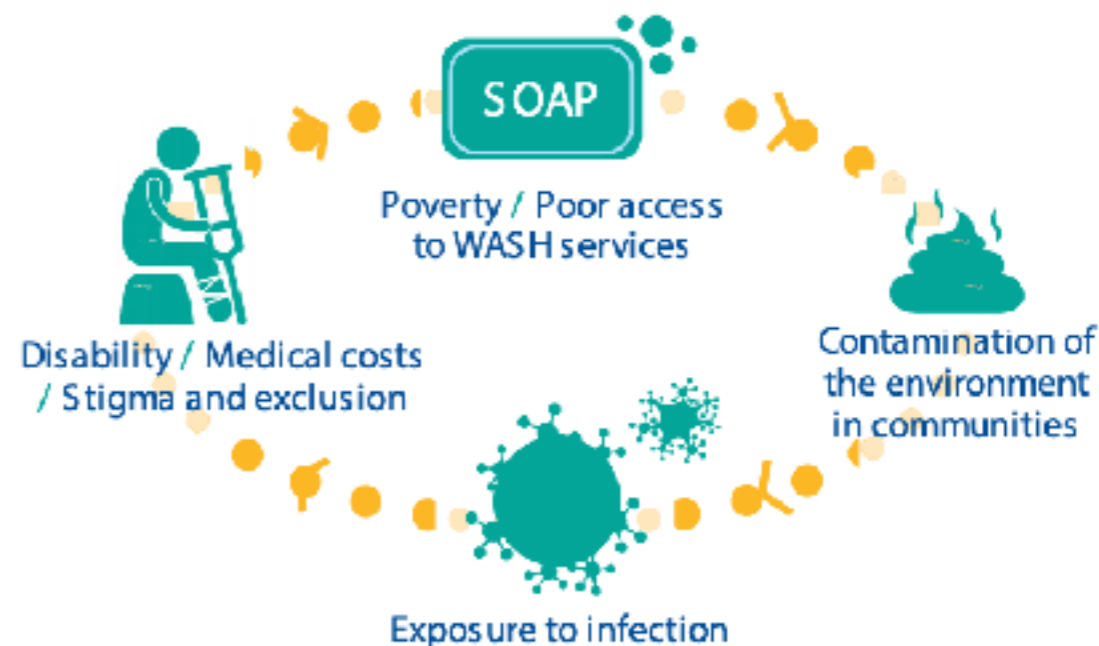 SOAP
Poverty / Poor access
to WASH services
Disability / Medical costs
/ Stigma and exclusion
Contamination of
the environment
in communities
Exposure to infection